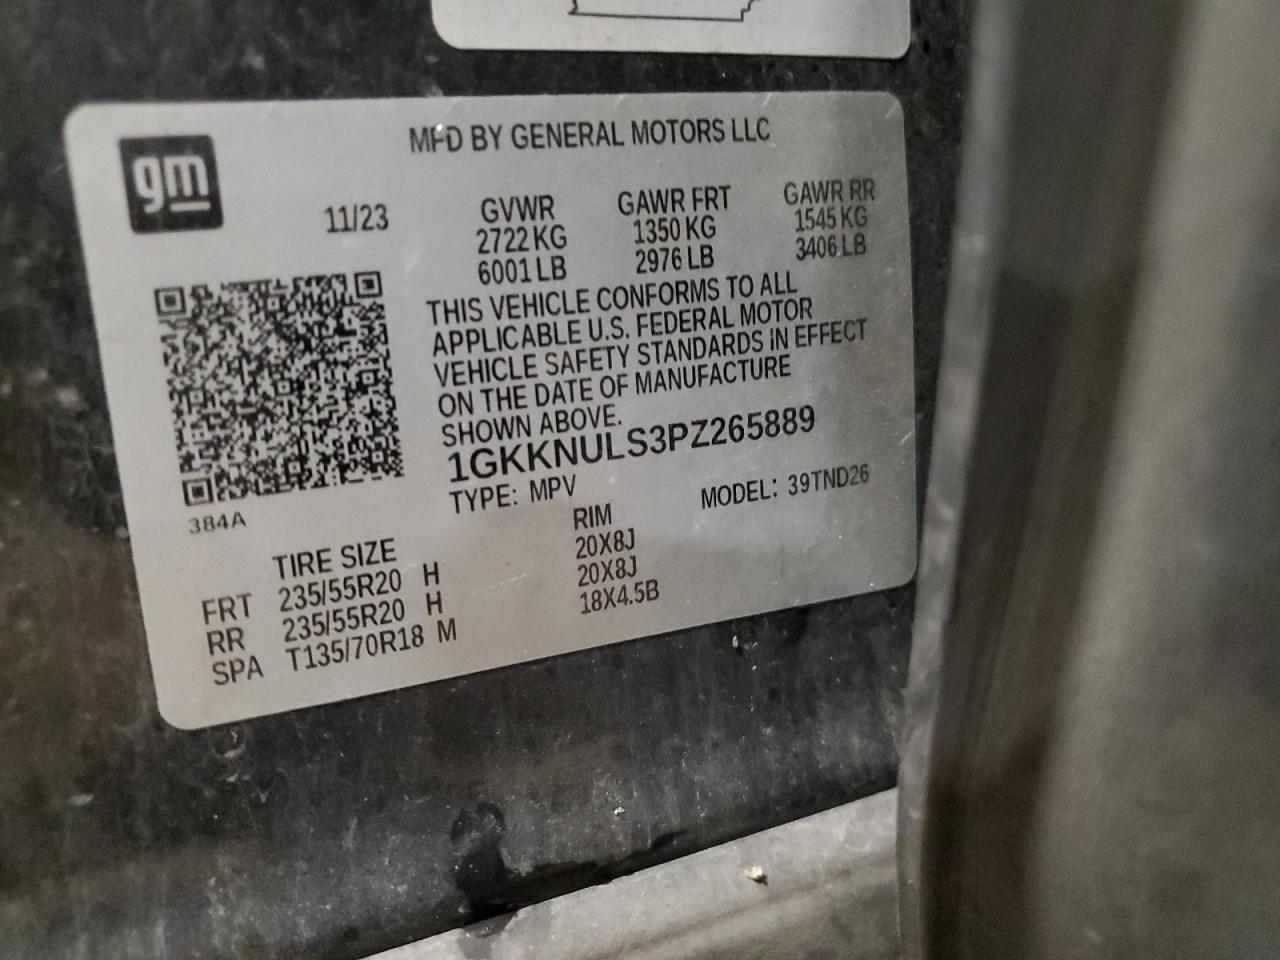 gm
MFD BY GENERAL MOTORS LLC
11/23
GVWR GAWR FRT GAWR RR
2722 KG 1350 KG 1545 KG
6001 LB 2976 LB 3406 LB
THIS VEHICLE CONFORMS TO ALL
APPLICABLE U.S. FEDERAL MOTOR
VEHICLE SAFETY STANDARDS IN EFFECT
ON THE DATE OF MANUFACTURE
SHOWN ABOVE.
1GKKNULS3PZ265889
TYPE: MPV MODEL: 39TND26
384A
TIRE SIZE RIM
FRT 235/55R20 H 20X8J
RR 235/55R20 H 20X8J
SPA T135/70R18 M 18X4.5B